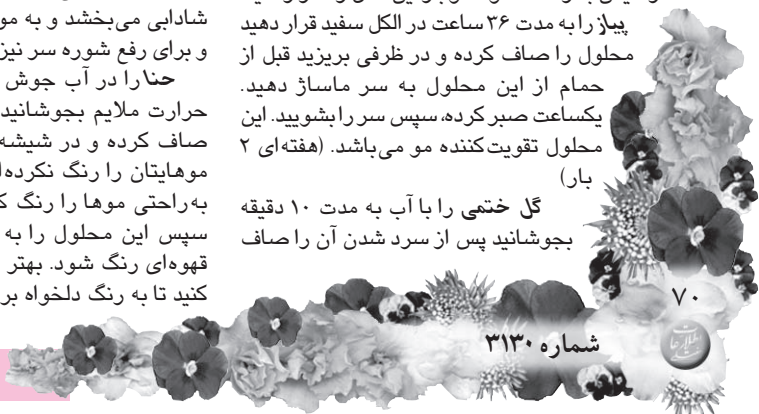 پیاز را به مدت ۳۶ ساعت در الکل سفید قرار دهید
محلول را صاف کرده و در ظرفی بریزید قبل از
حمام از این محلول به سر ماساژ دهید.
یکساعت صبر کرده، سپس سر را بشویید. این
محلول تقویت‌کننده مو می‌باشد. (هفته‌ای ۲
بار)
گل ختمی را با آب به مدت ۱۰ دقیقه
بجوشانید پس از سرد شدن آن را صاف
شادابی می‌بخشد و به مو
و برای رفع شوره سر نیز
حنا را در آب جوش
حرارت ملایم بجوشانید
صاف کرده و در شیشه
موهایتان را رنگ نکرده‌ا
به‌راحتی موها را رنگ ک
سپس این محلول را به
قهوه‌ای رنگ شود. بهتر
کنید تا به رنگ دلخواه بر
۷۰
شماره ۳۱۳۰
اطلاعات